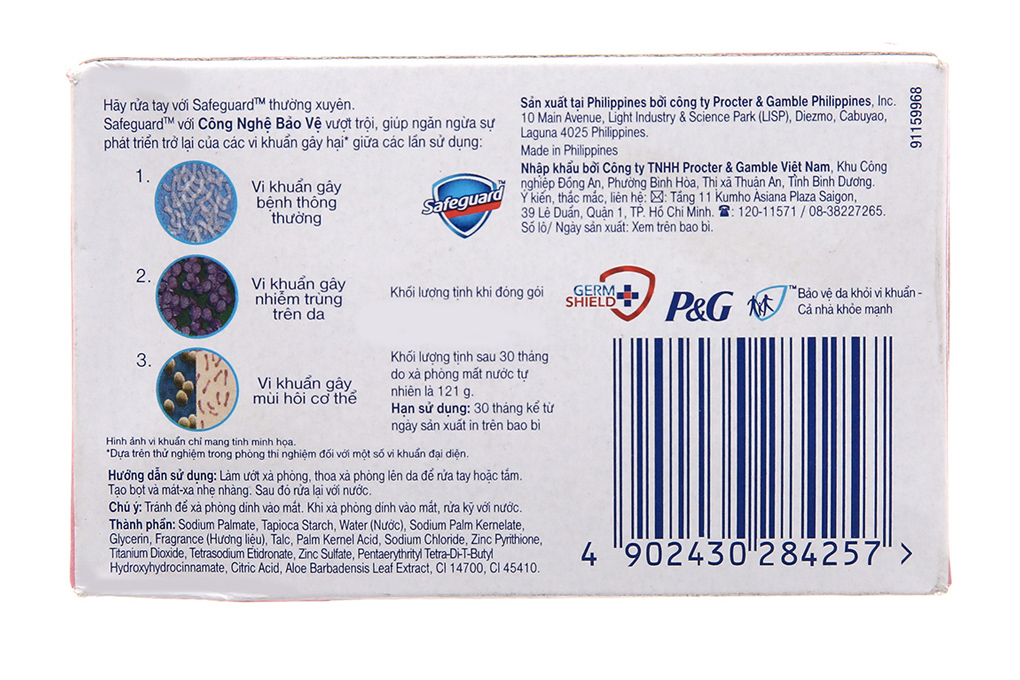 Hãy rửa tay với Safeguard™ thường xuyên.
Safeguard™ với Công Nghệ Bảo Vệ vượt trội, giúp ngăn ngừa sự
phát triển trở lại của các vi khuẩn gây hại* giữa các lần sử dụng:
1.
Vi khuẩn gây
bệnh thông
thường
2.
Vi khuẩn gây
nhiễm trùng
trên da
3.
Vi khuẩn gây
mùi hôi cơ thể
Hình ảnh vi khuẩn chỉ mang tính minh họa.
*Dựa trên thử nghiệm trong phòng thí nghiệm đối với một số vi khuẩn đại diện.
Safeguard™
Khối lượng tịnh khi đóng gói
Khối lượng tịnh sau 30 tháng
do xà phòng mất nước tự
nhiên là 121 g.
Hạn sử dụng: 30 tháng kể từ
ngày sản xuất in trên bao bì
Hướng dẫn sử dụng: Làm ướt xà phòng, thoa xà phòng lên da để rửa tay hoặc tắm.
Tạo bọt và mát-xa nhẹ nhàng. Sau đó rửa lại với nước.
Chú ý: Tránh để xà phòng dính vào mắt. Khi xà phòng dính vào mắt, rửa kỹ với nước.
Thành phần: Sodium Palmate, Tapioca Starch, Water (Nước), Sodium Palm Kernelate,
Glycerin, Fragrance (Hương liệu), Talc, Palm Kernel Acid, Sodium Chloride, Zinc Pyrithione,
Titanium Dioxide, Tetrasodium Etidronate, Zinc Sulfate, Pentaerythrityl Tetra-Di-T-Butyl
Hydroxyhydrocinnamate, Citric Acid, Aloe Barbadensis Leaf Extract, CI 14700, CI 45410.
Sản xuất tại Philippines bởi công ty Procter & Gamble Philippines, Inc.
10 Main Avenue, Light Industry & Science Park (LISP), Diezmo, Cabuyao,
Laguna 4025 Philippines.
Made in Philippines
Nhập khẩu bởi Công ty TNHH Procter & Gamble Việt Nam, Khu Công
nghiệp Đồng An, Phường Bình Hòa, Thị xã Thuận An, Tỉnh Bình Dương.
Ý kiến, thắc mắc, liên hệ: ✉: Tầng 11 Kumho Asiana Plaza Saigon,
39 Lê Duẩn, Quận 1, TP. Hồ Chí Minh. ☎: 120-11571 / 08-38227265.
Số lô/ Ngày sản xuất: Xem trên bao bì.
91159968
GERM
SHIELD
P&G
™Bảo vệ da khỏi vi khuẩn -
Cả nhà khỏe mạnh
4 902430 284257 >